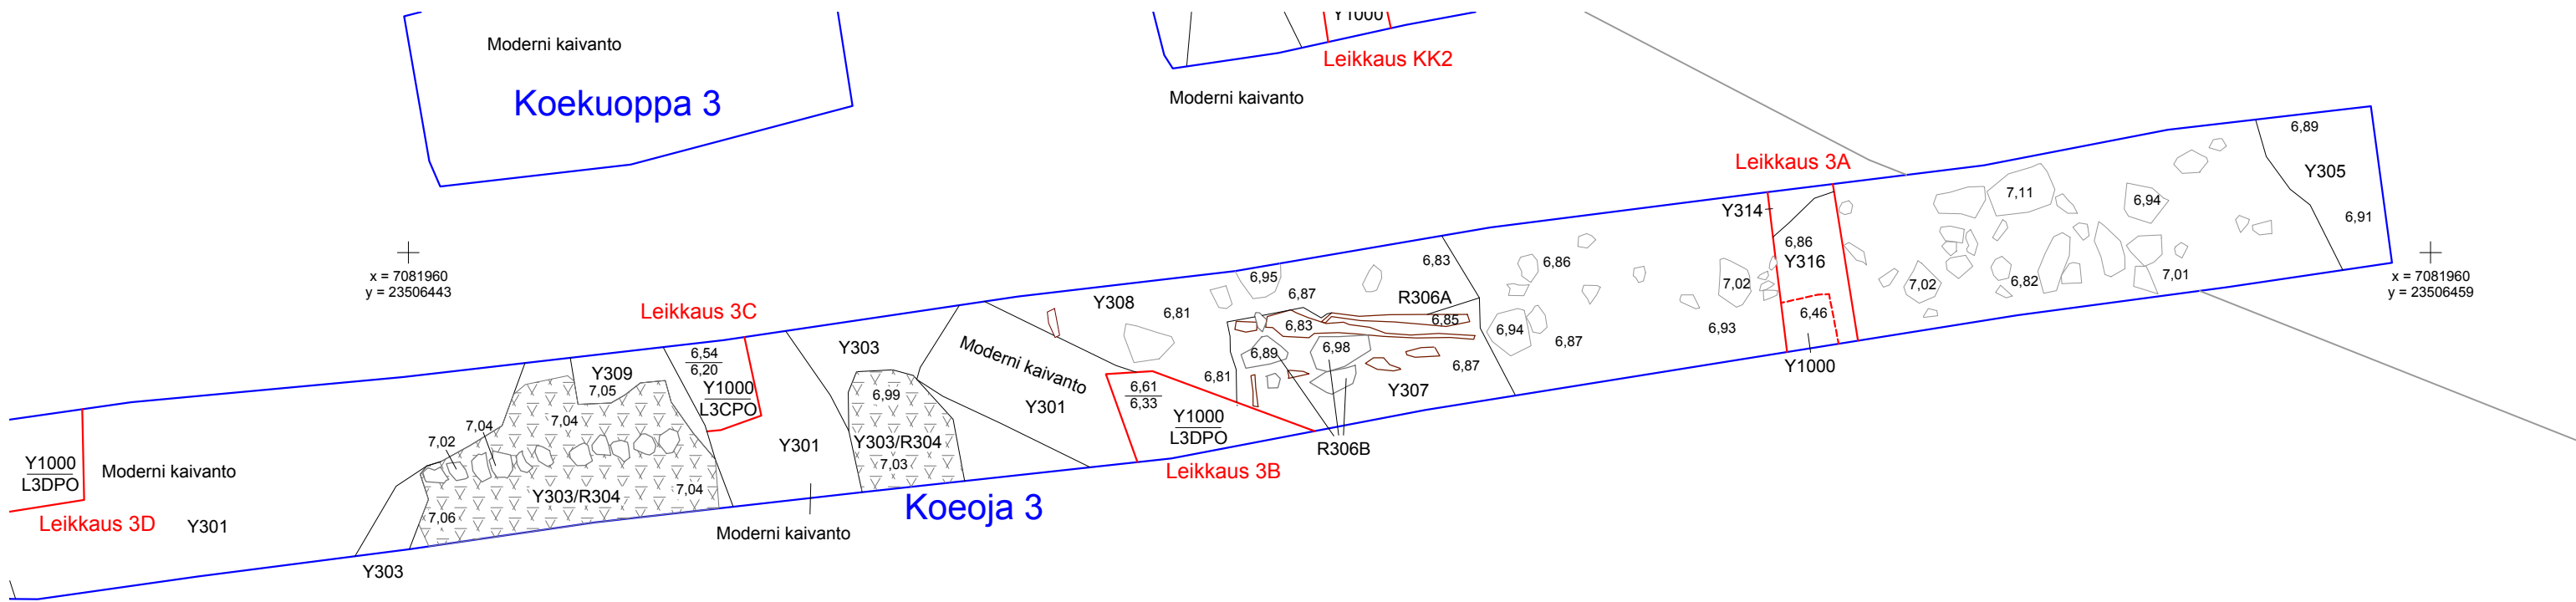 Moderni kaivanto
Koekuoppa 3
Y1000
Leikkaus KK2
Moderni kaivanto
x = 7081960
y = 23506443
Leikkaus 3A
6,89
Y305
6,91
x = 7081960
y = 23506459
7,11
6,94
7,02
6,82
7,01
Y314
6,86
Y316
6,46
Y1000
7,02
6,93
6,86
6,94
6,87
6,83
R306A
6,85
6,95
6,87
6,83
6,89
6,98
6,87
Y307
R306B
Y308
6,81
6,81
Moderni kaivanto
Y301
6,61
6,33
Y1000
L3DPO
Leikkaus 3B
Leikkaus 3C
6,54
6,20
Y1000
L3CPO
Y303
6,99
Y303/R304
7,03
Y301
Moderni kaivanto
Koeoja 3
Y309
7,05
7,04
7,04
7,02
Y303/R304
7,04
7,06
Y303
Y1000
L3DPO
Moderni kaivanto
Leikkaus 3D
Y301